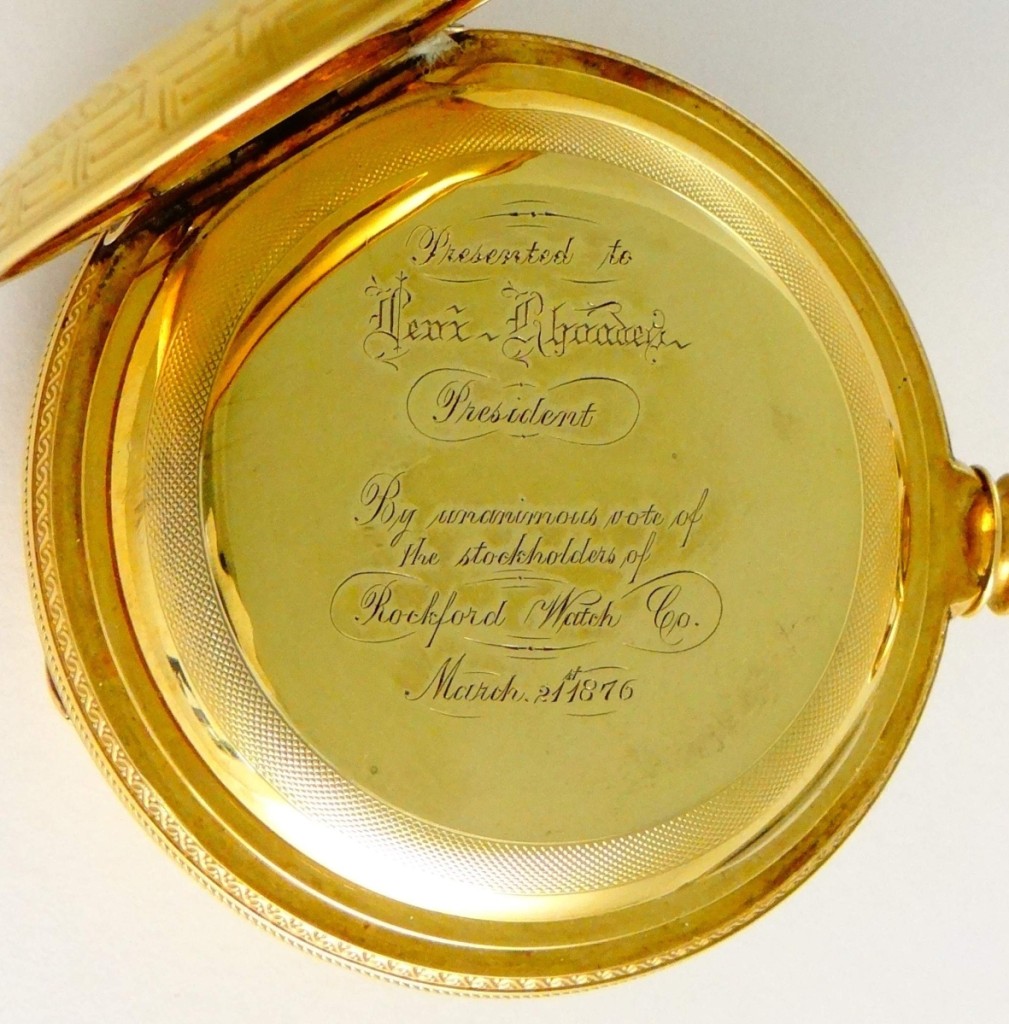 Presented to
Levi Rhoades
President
By unanimous vote of
the stockholders of
Rockford Watch Co.
March. 21st 1876